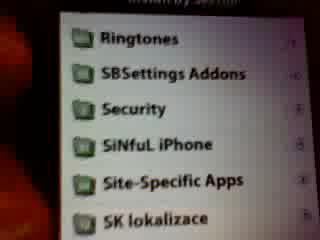 Ringtones
SBSettings Addons
Security
SiNfuL iPhone
Site-Specific Apps
SK lokalizace